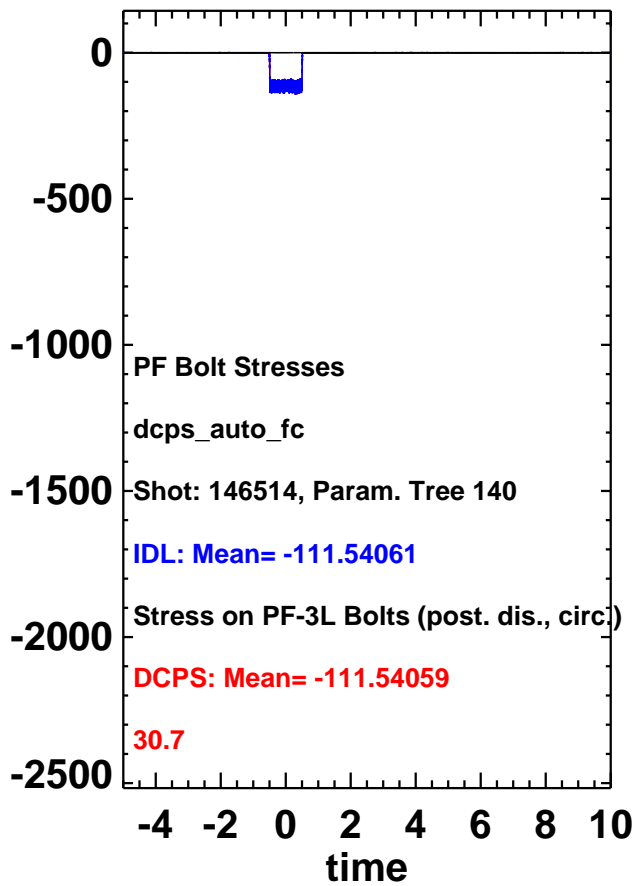 0
-500
-1000
PF Bolt Stresses
dcps_auto_fc
-1500
Shot: 146514, Param. Tree 140
IDL: Mean= -111.54061
-2000
Stress on PF-3L Bolts (post. dis., circ.)
DCPS: Mean= -111.54059
30.7
-2500
-4 -2 0 2 4 6 8 10
time